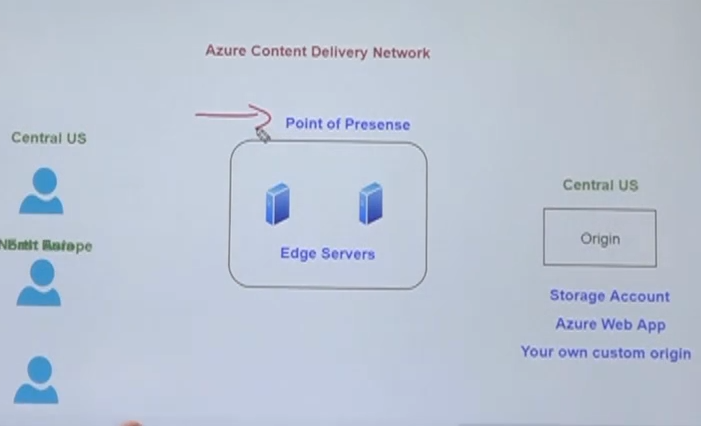 Azure Content Delivery Network
Point of Presense
Central US
Edge Servers
Central US
Origin
Storage Account
Azure Web App
Your own custom origin